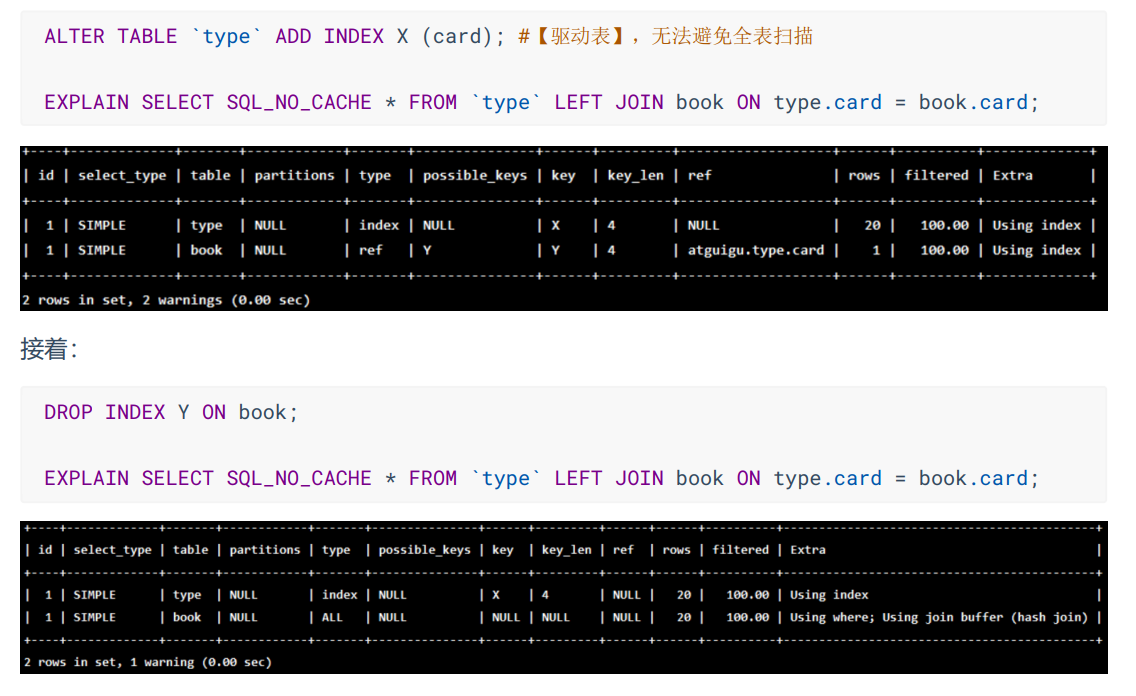 ALTER TABLE `type` ADD INDEX X (card); #【驱动表】，无法避免全表扫描
EXPLAIN SELECT SQL_NO_CACHE * FROM `type` LEFT JOIN book ON type.card = book.card;
+----+-------------+-------+------------+-------+---------------+------+---------+-------------------+------+----------+-------------+
| id | select_type | table | partitions | type | possible_keys | key | key_len | ref | rows | filtered | Extra |
+----+-------------+-------+------------+-------+---------------+------+---------+-------------------+------+----------+-------------+
| 1 | SIMPLE | type | NULL | index | NULL | X | 4 | NULL | 20 | 100.00 | Using index |
| 1 | SIMPLE | book | NULL | ref | Y | Y | 4 | atguigu.type.card | 1 | 100.00 | Using index |
+----+-------------+-------+------------+-------+---------------+------+---------+-------------------+------+----------+-------------+
2 rows in set, 2 warnings (0.00 sec)
接着：
DROP INDEX Y ON book;
EXPLAIN SELECT SQL_NO_CACHE * FROM `type` LEFT JOIN book ON type.card = book.card;
+----+-------------+-------+------------+-------+---------------+------+---------+------+------+----------+--------------------------------------------+
| id | select_type | table | partitions | type | possible_keys | key | key_len | ref | rows | filtered | Extra |
+----+-------------+-------+------------+-------+---------------+------+---------+------+------+----------+--------------------------------------------+
| 1 | SIMPLE | type | NULL | index | NULL | X | 4 | NULL | 20 | 100.00 | Using index
| 1 | SIMPLE | book | NULL | ALL | NULL | NULL | NULL | NULL | 20 | 100.00 | Using where; Using join buffer (hash join) |
+----+-------------+-------+------------+-------+---------------+------+---------+------+------+----------+--------------------------------------------+
2 rows in set, 1 warning (0.00 sec)